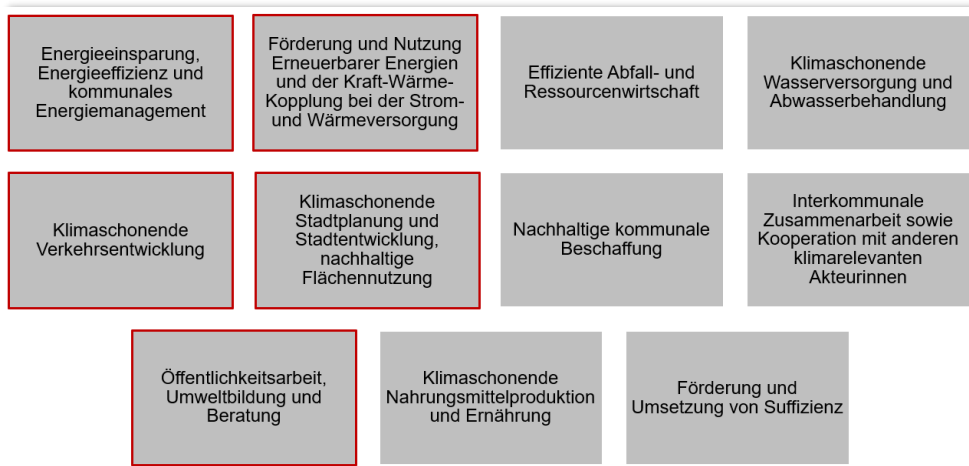 Energieeinsparung,
Energieeffizienz und
kommunales
Energiemanagement
Förderung und Nutzung
Erneuerbarer Energien
und der Kraft-Wärme-
Kopplung bei der Strom-
und Wärmeversorgung
Effiziente Abfall- und
Ressourcenwirtschaft
Klimaschonende
Wasserversorgung und
Abwasserbehandlung
Klimaschonende
Verkehrsentwicklung
Klimaschonende
Stadtplanung und
Stadtentwicklung,
nachhaltige
Flächennutzung
Nachhaltige kommunale
Beschaffung
Interkommunale
Zusammenarbeit sowie
Kooperation mit anderen
klimarelevanten
Akteurinnen
Öffentlichkeitsarbeit,
Umweltbildung und
Beratung
Klimaschonende
Nahrungsmittelproduktion
und Ernährung
Förderung und
Umsetzung von Suffizienz